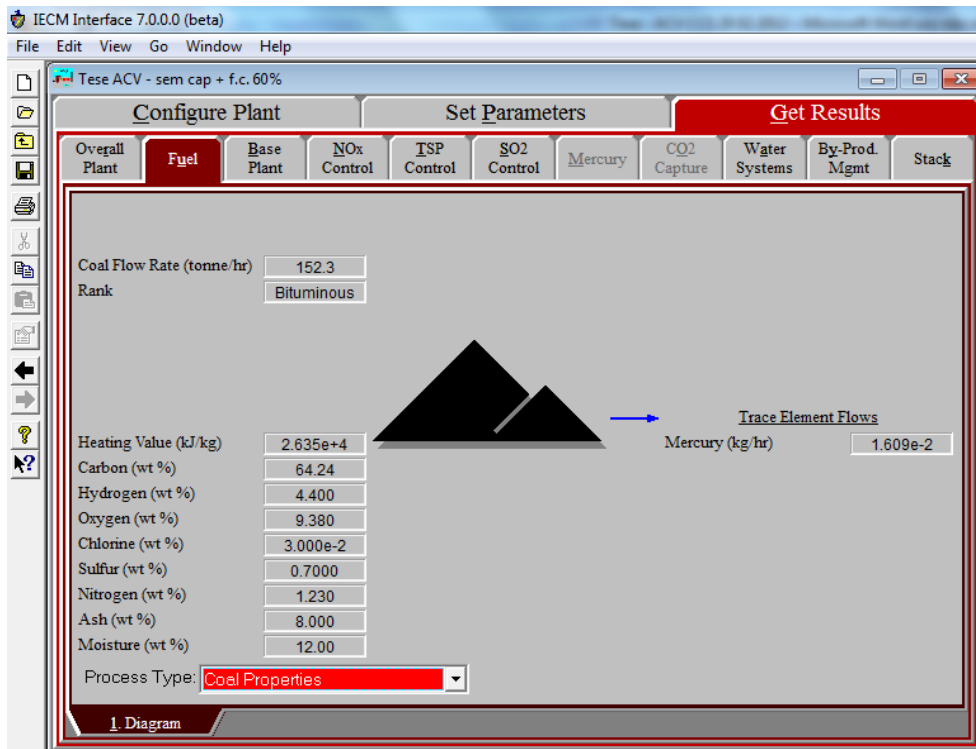 IECM Interface 7.0.0.0 (beta)
File Edit View Go Window Help
Tese ACV - sem cap + f.c. 60%
Configure Plant Set Parameters Get Results
Overall Plant Fuel Base Plant NOx Control TSP Control SO2 Control Mercury CO2 Capture Water Systems By-Prod. Mgmt Stack
Coal Flow Rate (tonne/hr) 152.3
Rank Bituminous
Trace Element Flows
Heating Value (kJ/kg) 2.635e+4 Mercury (kg/hr) 1.609e-2
Carbon (wt %) 64.24
Hydrogen (wt %) 4.400
Oxygen (wt %) 9.380
Chlorine (wt %) 3.000e-2
Sulfur (wt %) 0.7000
Nitrogen (wt %) 1.230
Ash (wt %) 8.000
Moisture (wt %) 12.00
Process Type: Coal Properties
1. Diagram